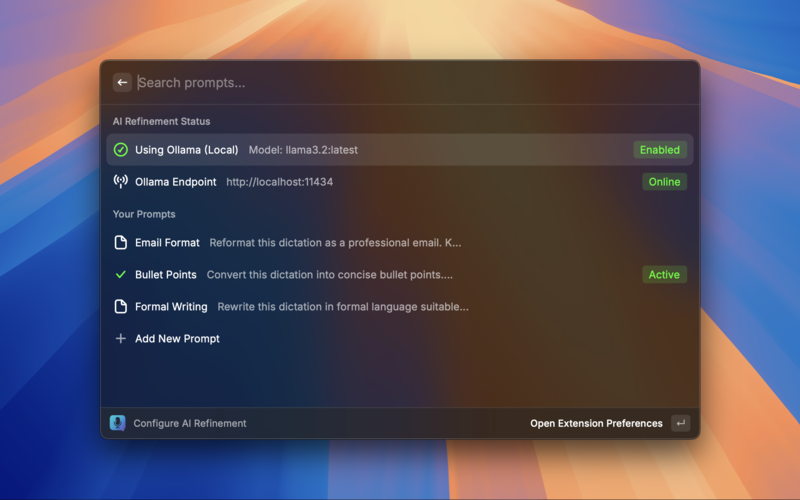 Search prompts...
AI Refinement Status
Using Ollama (Local) Model: llama3.2:latest Enabled
Ollama Endpoint http://localhost:11434 Online
Your Prompts
Email Format Reformat this dictation as a professional email. K...
Bullet Points Convert this dictation into concise bullet points.... Active
Formal Writing Rewrite this dictation in formal language suitable...
Add New Prompt
Configure AI Refinement Open Extension Preferences